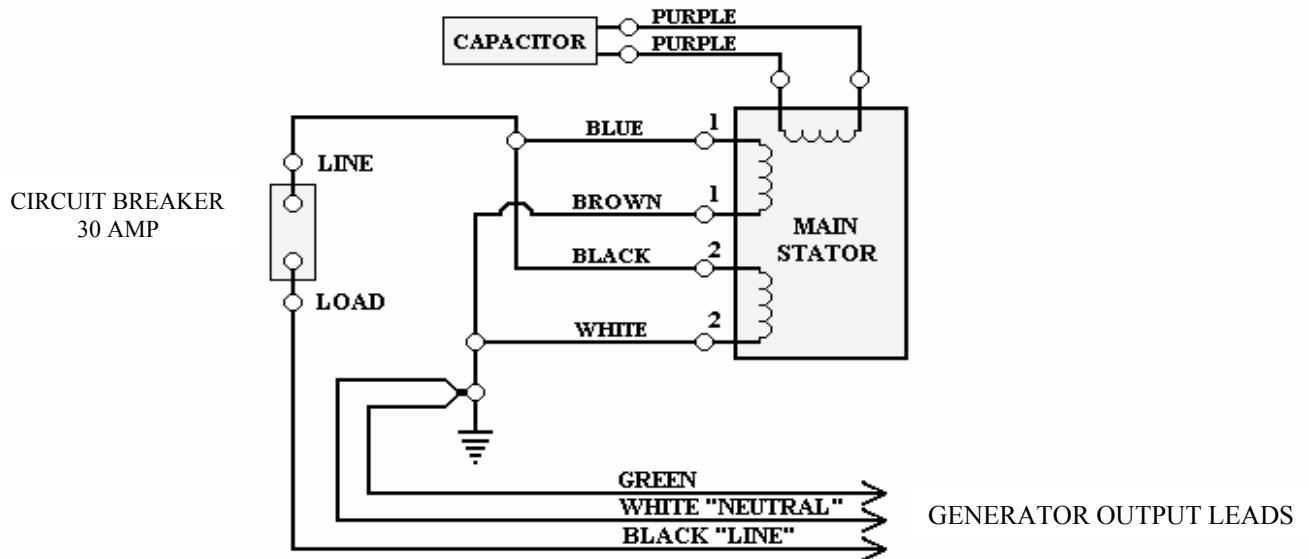 PURPLE
CAPACITOR
PURPLE
BLUE
1
LINE
CIRCUIT BREAKER
30 AMP
BROWN
1
MAIN
STATOR
BLACK
2
LOAD
WHITE
2
GREEN
WHITE "NEUTRAL"
BLACK "LINE"
GENERATOR OUTPUT LEADS